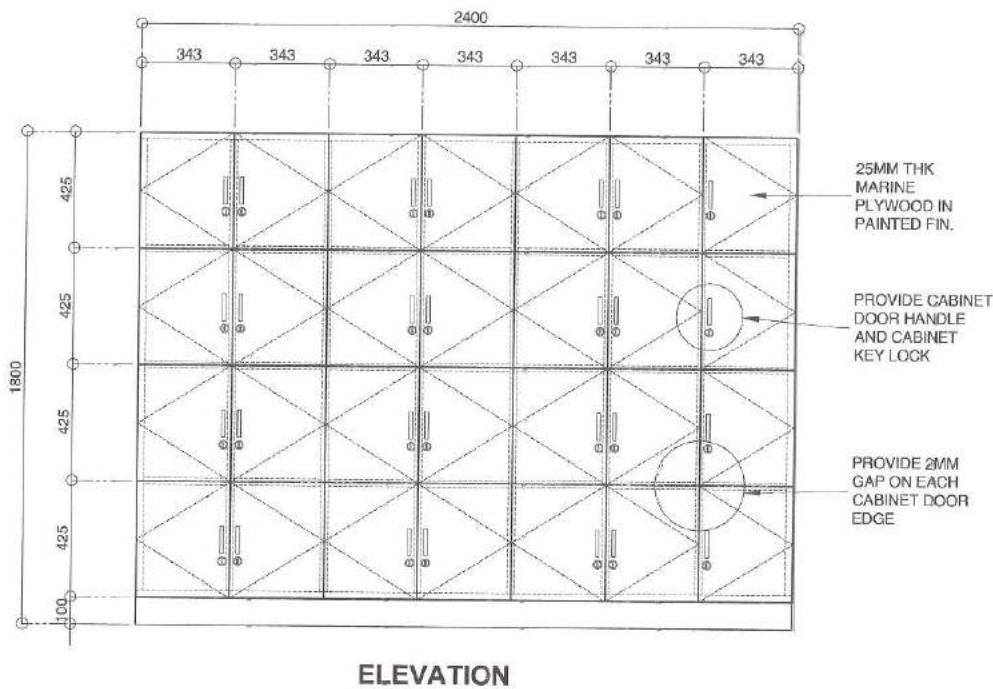 2400
343 343 343 343 343 343 343
1800
425
425
425
425
100
25MM THK
MARINE
PLYWOOD IN
PAINTED FIN.
PROVIDE CABINET
DOOR HANDLE
AND CABINET
KEY LOCK
PROVIDE 2MM
GAP ON EACH
CABINET DOOR
EDGE
ELEVATION